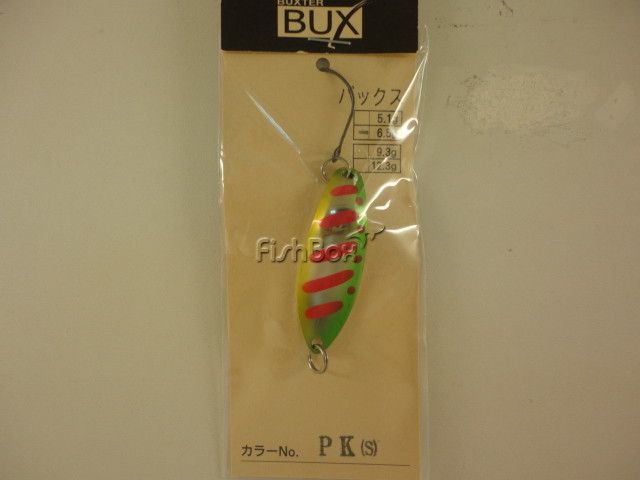 BUXTER
BUX
バックス
5.1g
6.5g
9.3g
12.3g
FishBox
カラーNo. PK(S)